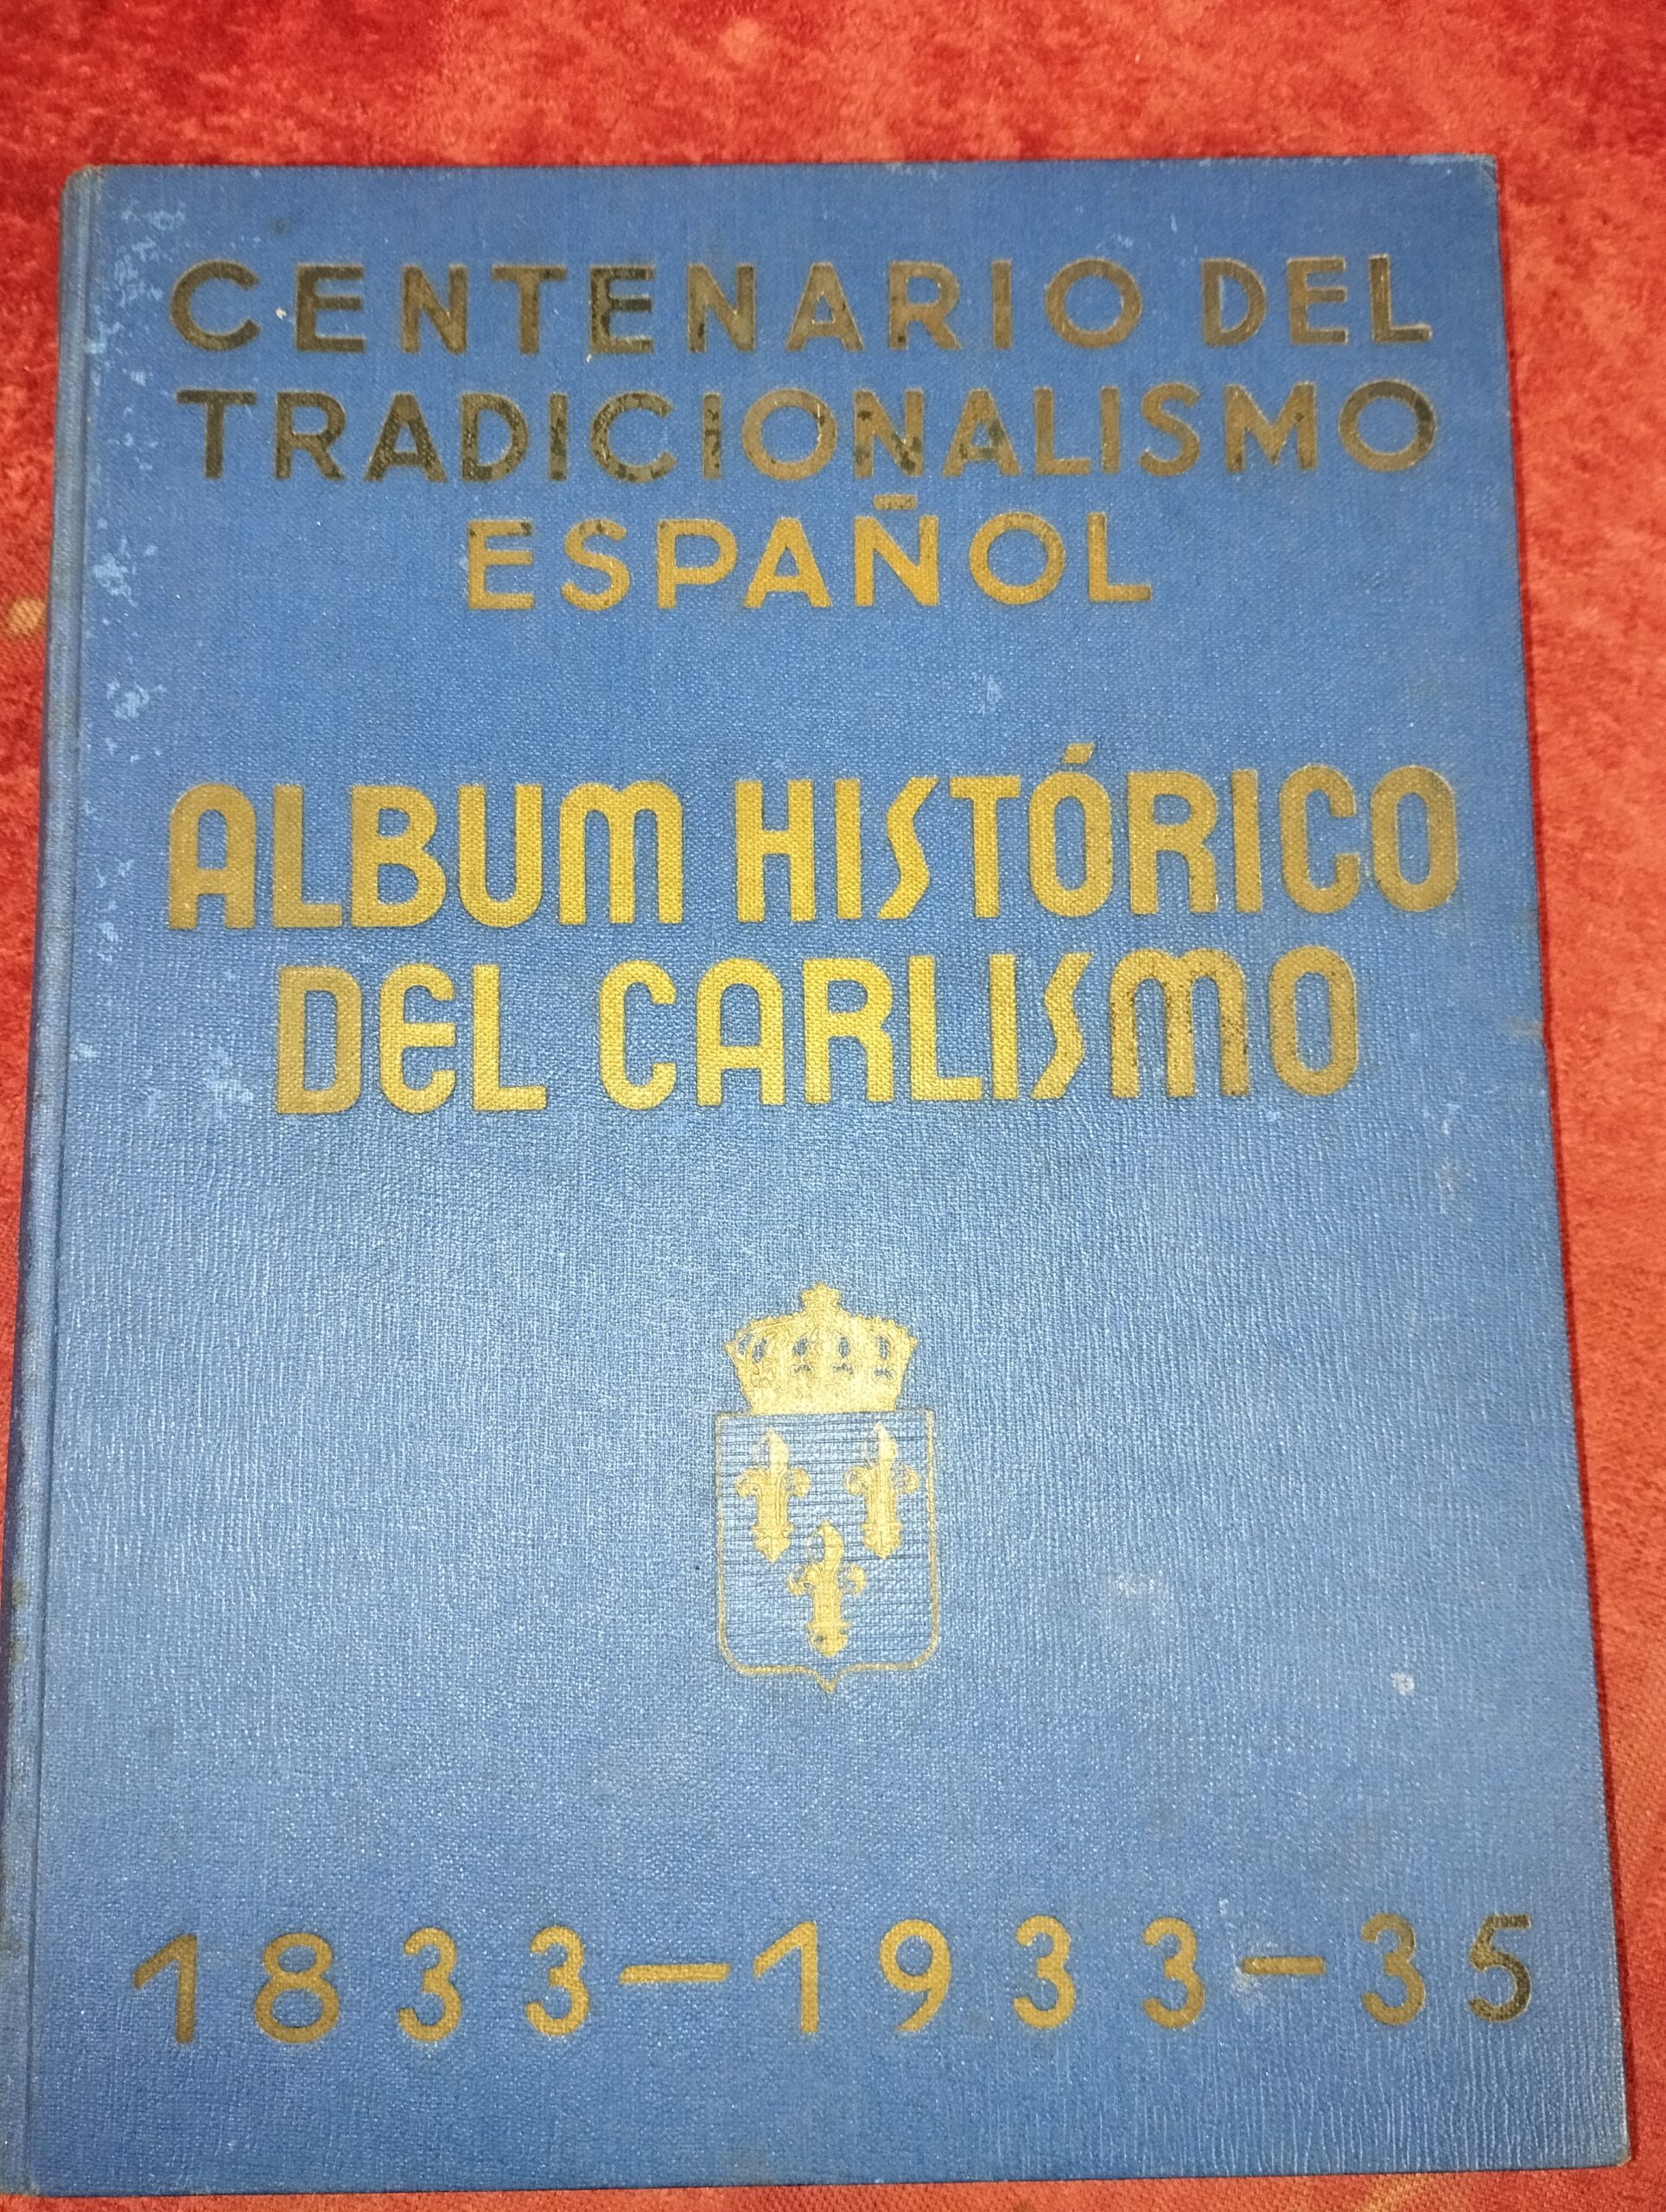 CENTENARIO DEL
TRADICIONALISMO
ESPAÑOL
ALBUM HISTÓRICO
DEL CARLISMO
1833—1933—35